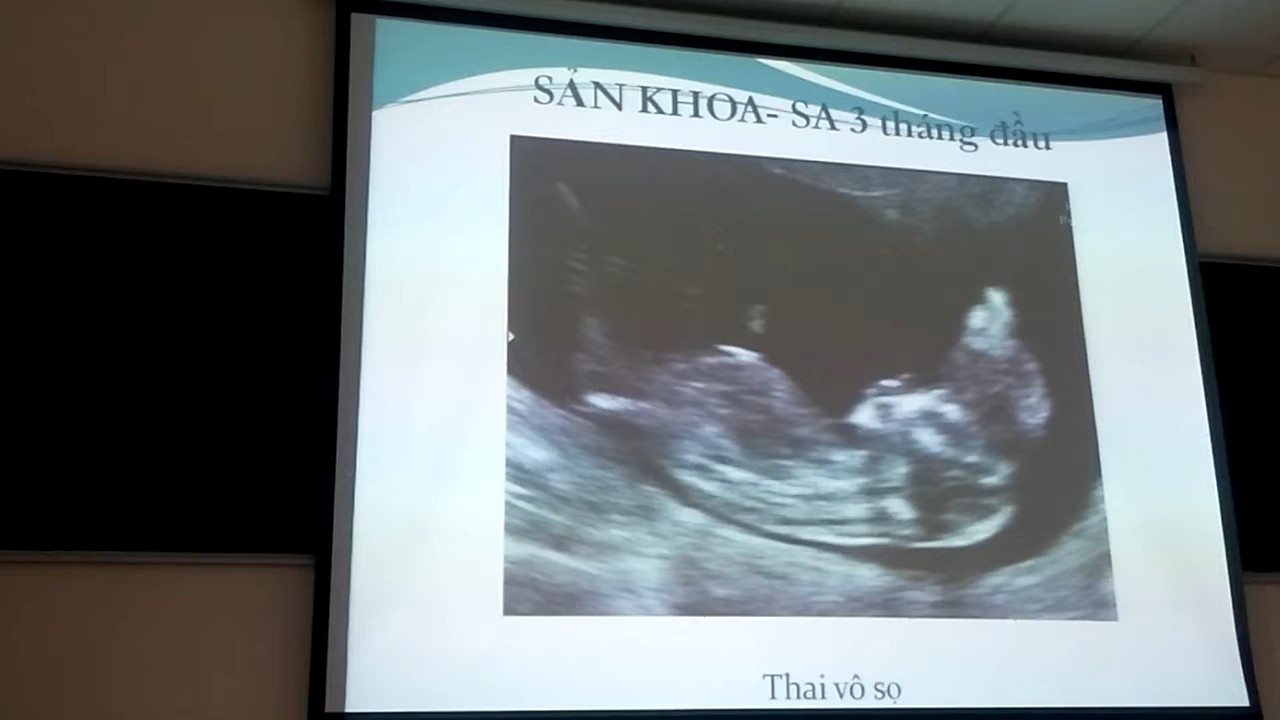 SẢN KHOA- SA 3 tháng đầu
Thai vô sọ